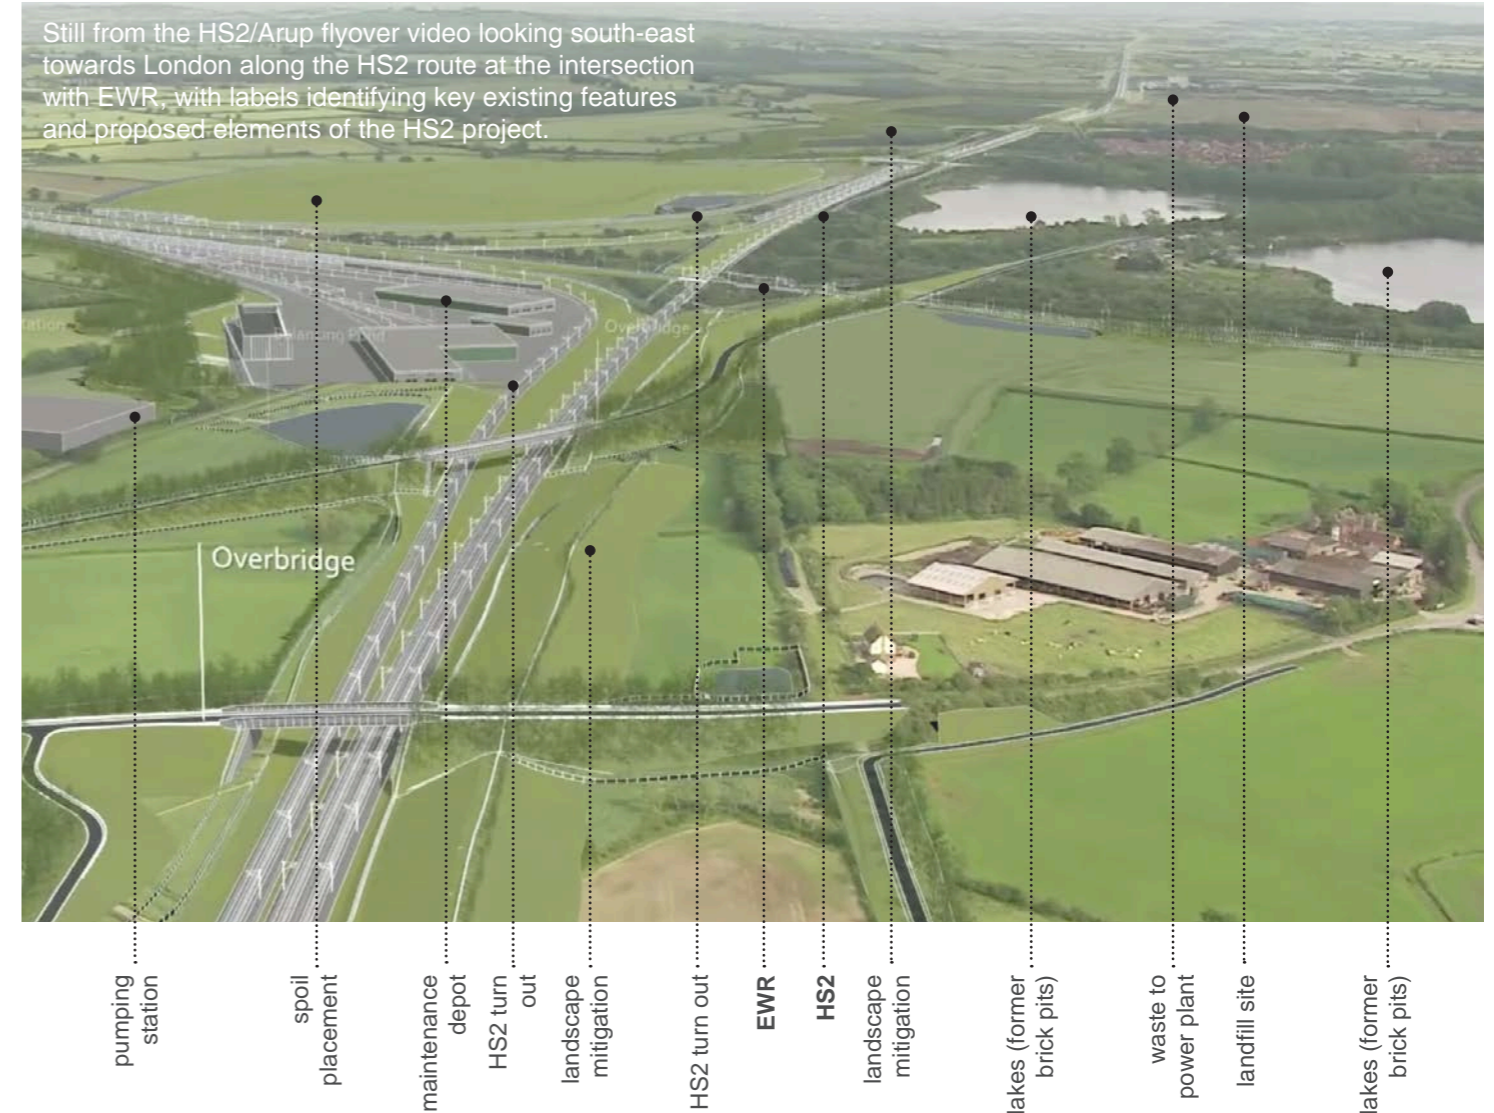 Still from the HS2/Arup flyover video looking south-east
towards London along the HS2 route at the intersection
with EWR, with labels identifying key existing features
and proposed elements of the HS2 project.
Overbridge
Balancing Pond
Overbridge
pumping
station
spoil
placement
maintenance
depot
HS2 turn
out
landscape
mitigation
HS2 turn out
EWR
HS2
landscape
mitigation
lakes (former
brick pits)
waste to
power plant
landfill site
lakes (former
brick pits)